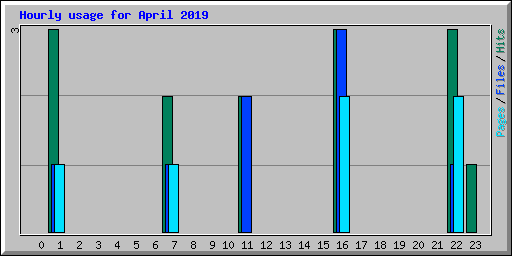 Hourly usage for April 2019
3
Pages/Files/Hits
0 1 2 3 4 5 6 7 8 9 10 11 12 13 14 15 16 17 18 19 20 21 22 23